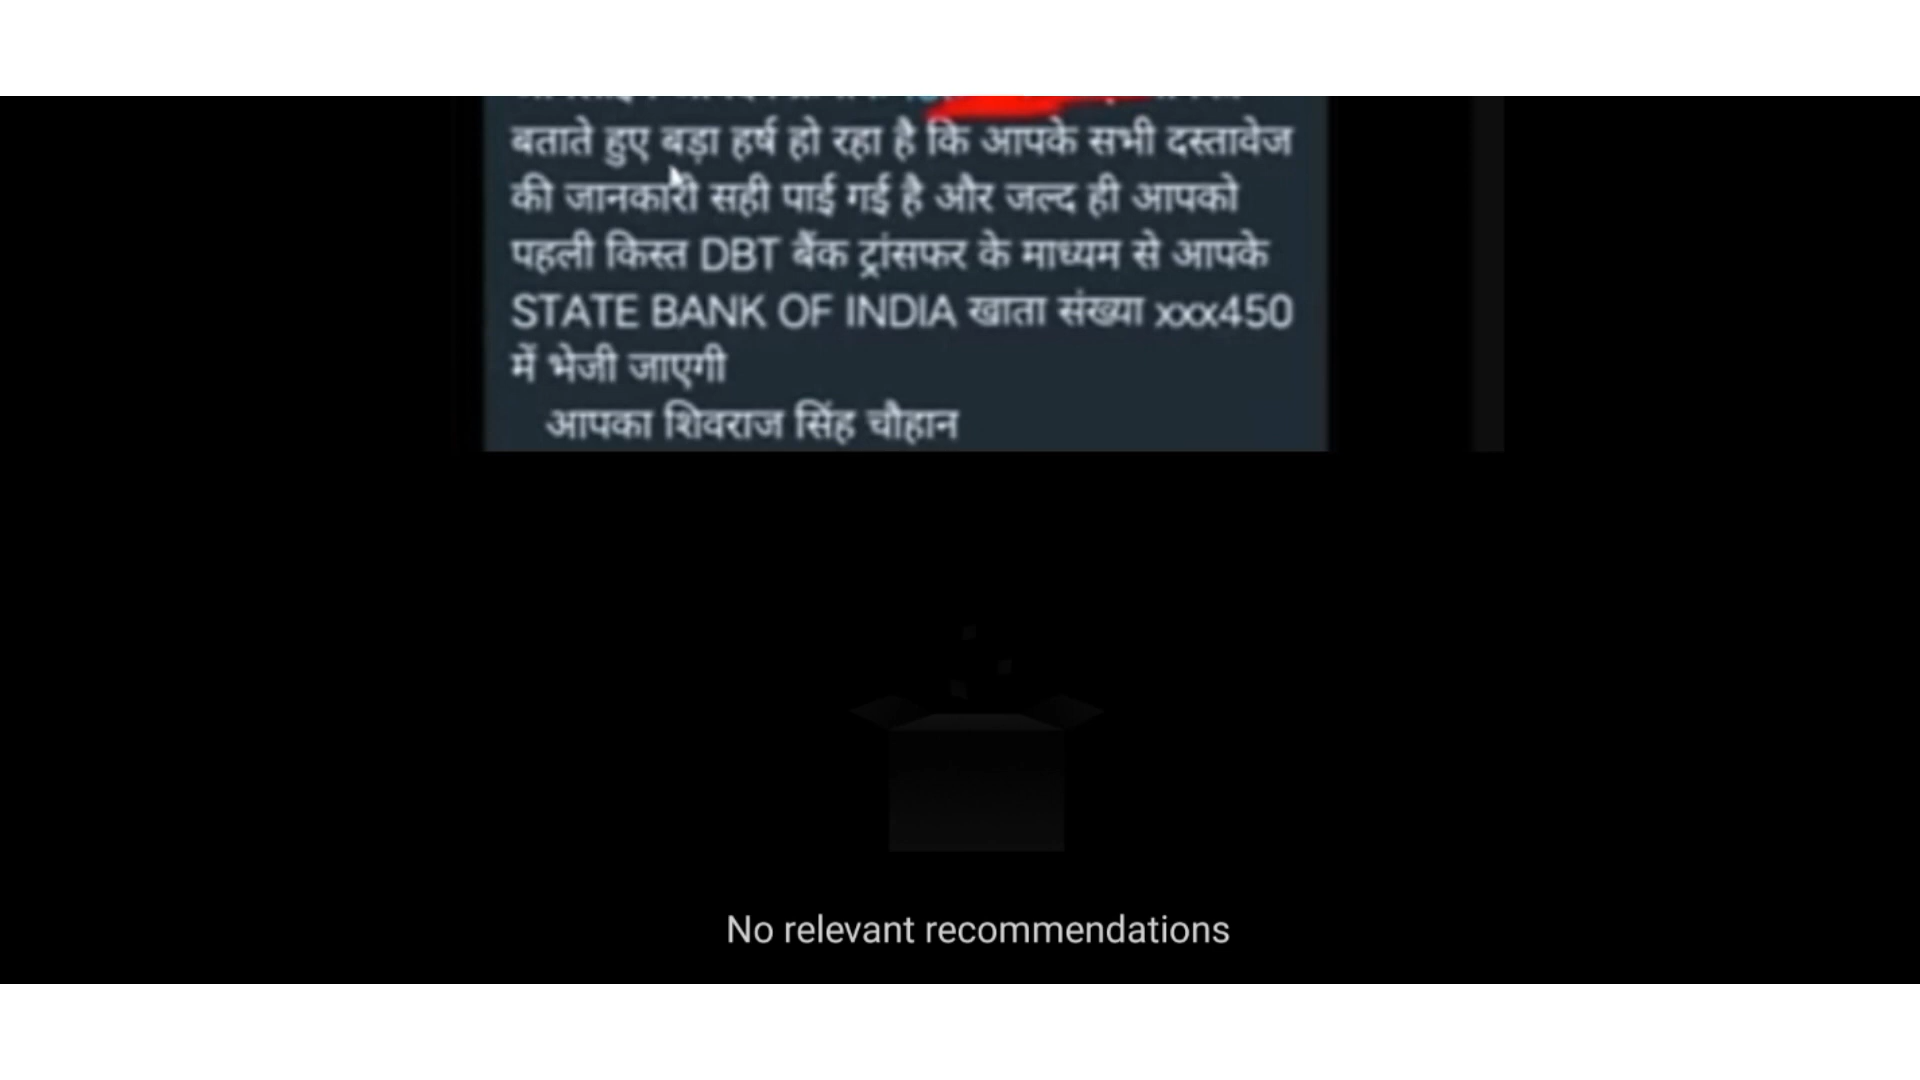 बताते हुए बड़ा हर्ष हो रहा है कि आपके सभी दस्तावेज
की जानकारी सही पाई गई है और जल्द ही आपको
पहली किस्त DBT बैंक ट्रांसफर के माध्यम से आपके
STATE BANK OF INDIA खाता संख्या xxx450
में भेजी जाएगी
आपका शिवराज सिंह चौहान
No relevant recommendations